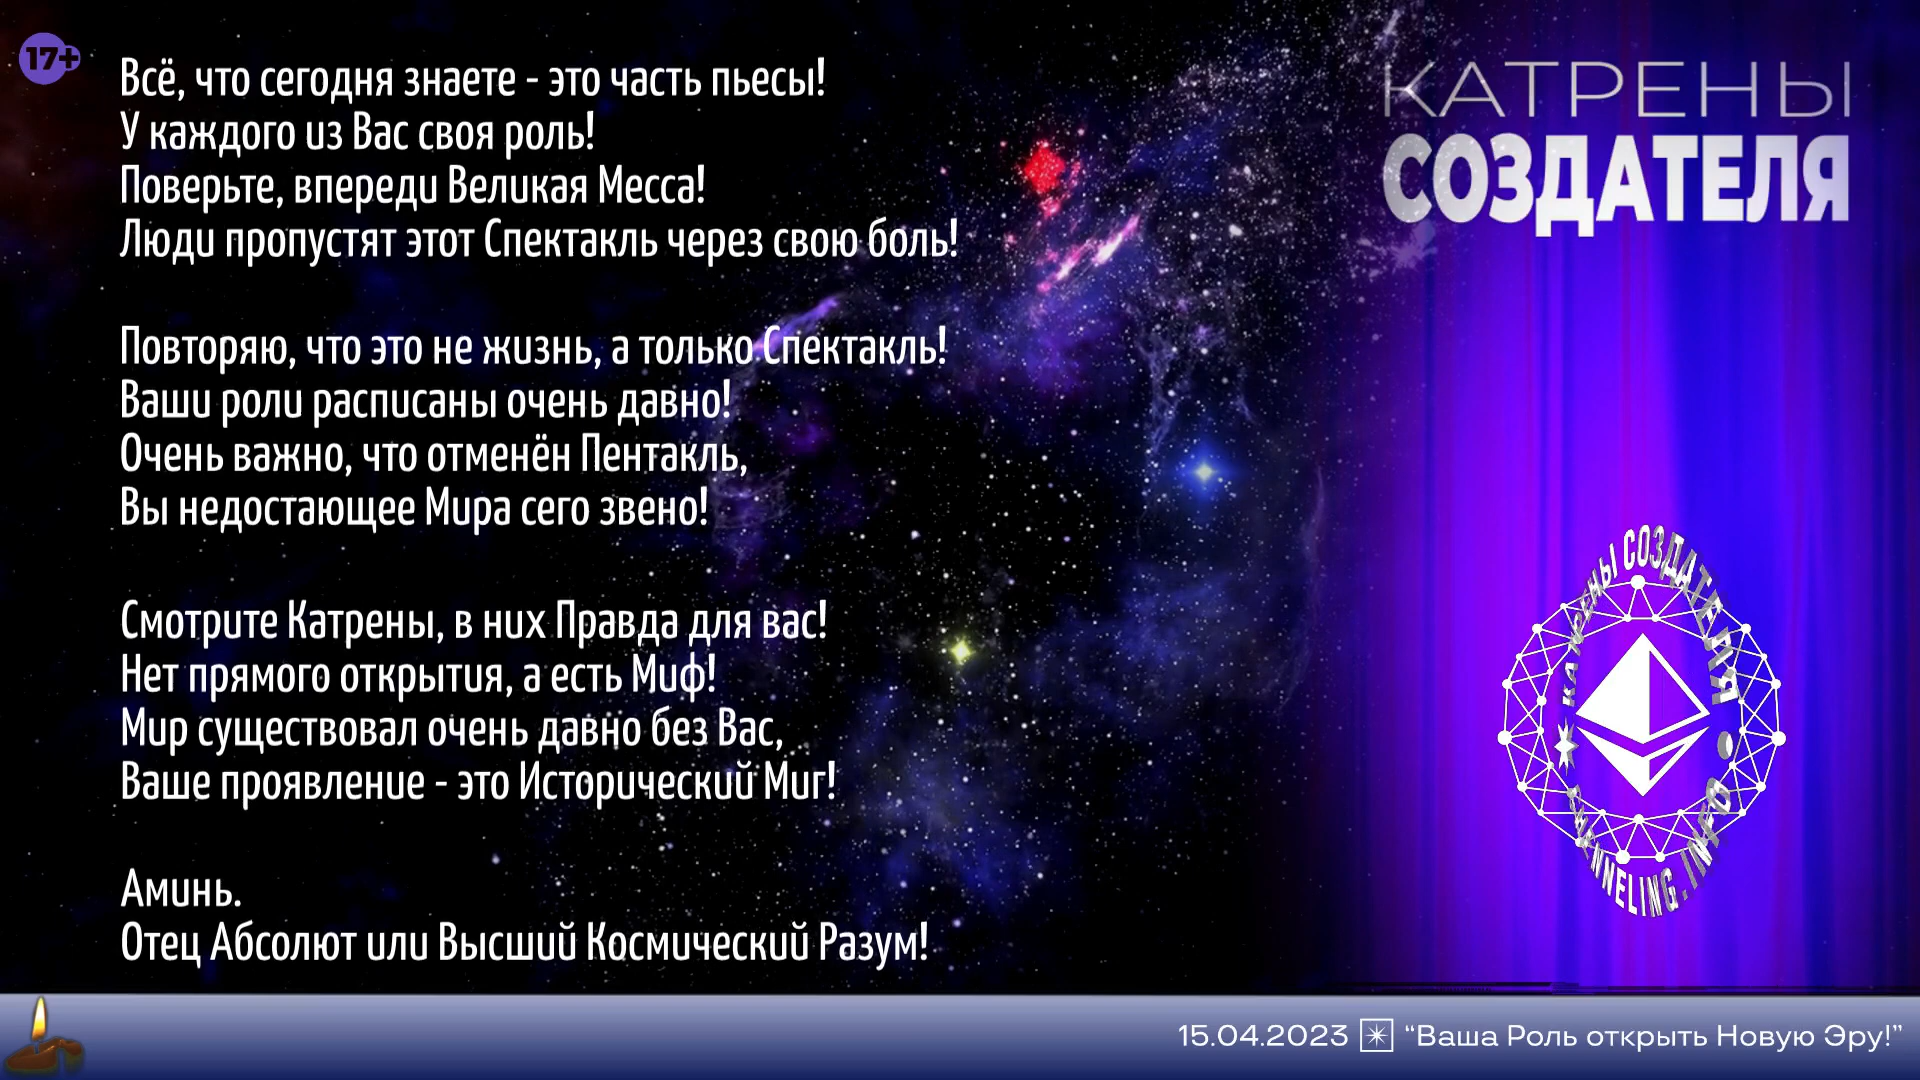 17+
КАТРЕНЫ
СОЗДАТЕЛЯ
Всё, что сегодня знаете - это часть пьесы!
У каждого из Вас своя роль!
Поверьте, впереди Великая Месса!
Люди пропустят этот Спектакль через свою боль!
Повторяю, что это не жизнь, а только Спектакль!
Ваши роли расписаны очень давно!
Очень важно, что отменён Пентакль,
Вы недостающее Мира сего звено!
Смотрите Катрены, в них Правда для вас!
Нет прямого открытия, а есть Миф!
Мир существовал очень давно без Вас,
Ваше проявление - это Исторический Миг!
Аминь.
Отец Абсолют или Высший Космический Разум!
КАТРЕНЫ СОЗДАТЕЛЯ
CHANNELING.INFO
15.04.2023 “Ваша Роль открыть Новую Эру!”